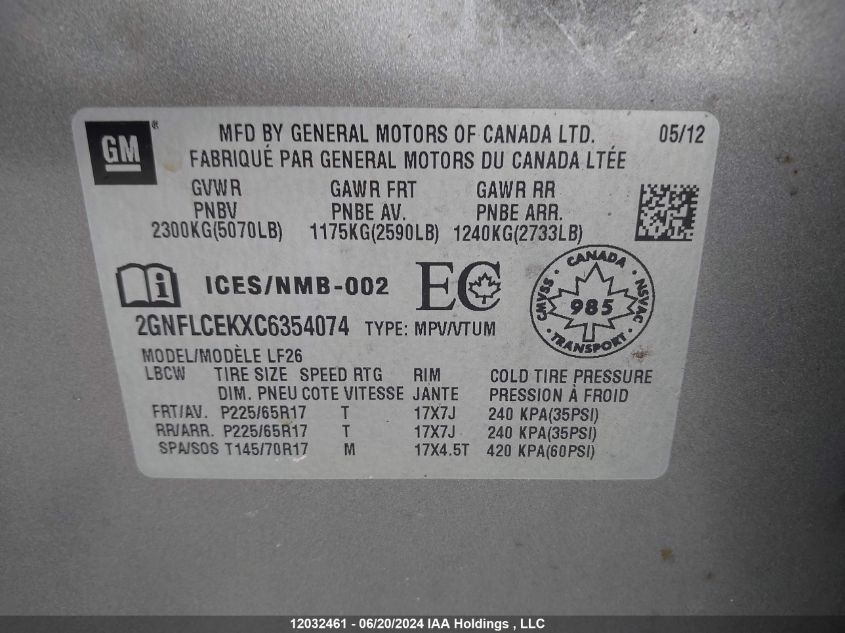 GM®
MFD BY GENERAL MOTORS OF CANADA LTD. 05/12
FABRIQUÉ PAR GENERAL MOTORS DU CANADA LTÉE
GVWR GAWR FRT GAWR RR
PNBV PNBE AV. PNBE ARR.
2300KG(5070LB) 1175KG(2590LB) 1240KG(2733LB)
ICES/NMB-002 EC
CANADA
CMVSS 985 NSVAC
TRANSPORT
2GNFLCEKXC6354074 TYPE: MPV/VTUM
MODEL/MODÈLE LF26
LBCW TIRE SIZE SPEED RTG RIM COLD TIRE PRESSURE
DIM. PNEU COTE VITESSE JANTE PRESSION À FROID
FRT/AV. P225/65R17 T 17X7J 240 KPA(35PSI)
RR/ARR. P225/65R17 T 17X7J 240 KPA(35PSI)
SPA/SOS T145/70R17 M 17X4.5T 420 KPA(60PSI)
12032461 - 06/20/2024 IAA Holdings , LLC